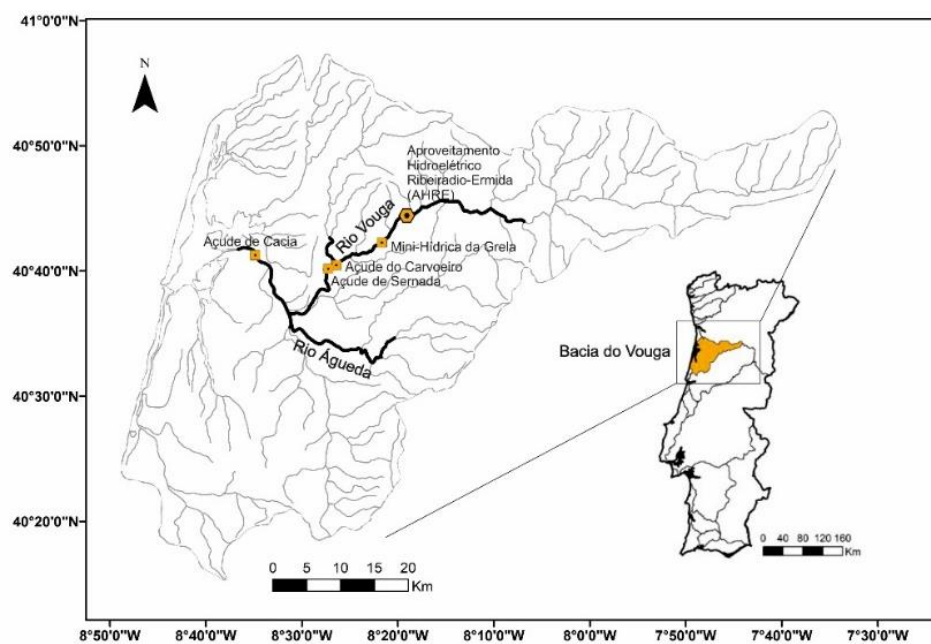 41°0'0"N
40°50'0"N
40°40'0"N
40°30'0"N
40°20'0"N
N
Aproveitamento
Hidroelétrico
Ribeiradio-Ermida
(AHRE)
Rio Vouga
Açude de Cacia
Mini-Hídrica da Grela
Açude do Carvoeiro
Açude de Sernada
Rio Águeda
Bacia do Vouga
0 5 10 15 20
Km
0 40 80 120 160
Km
8°50'0"W 8°40'0"W 8°30'0"W 8°20'0"W 8°10'0"W 8°0'0"W 7°50'0"W 7°40'0"W 7°30'0"W